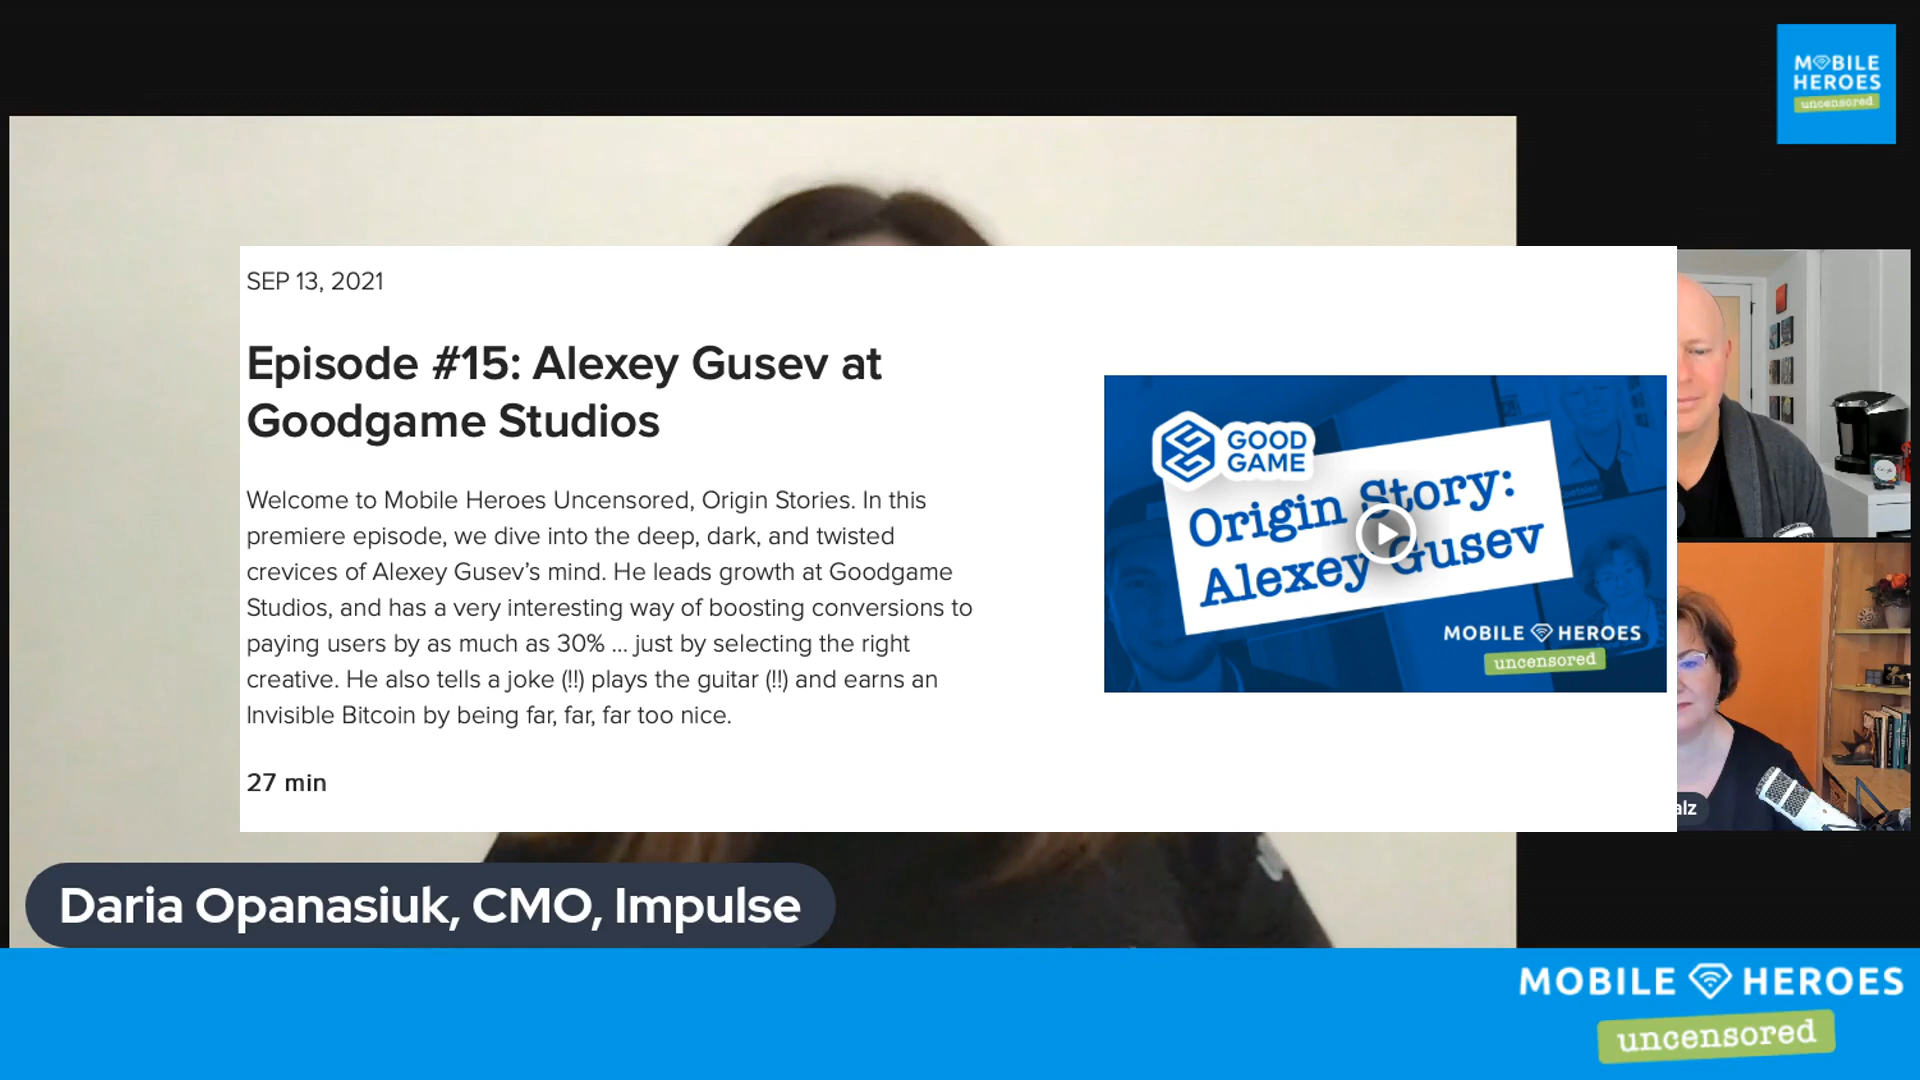 MOBILE
HEROES
uncensored
SEP 13, 2021
Episode #15: Alexey Gusev at
Goodgame Studios
Welcome to Mobile Heroes Uncensored, Origin Stories. In this
premiere episode, we dive into the deep, dark, and twisted
crevices of Alexey Gusev’s mind. He leads growth at Goodgame
Studios, and has a very interesting way of boosting conversions to
paying users by as much as 30% ... just by selecting the right
creative. He also tells a joke (!!) plays the guitar (!!) and earns an
Invisible Bitcoin by being far, far, far too nice.
27 min
GOOD
GAME
Origin Story:
Alexey Gusev
MOBILE HEROES
uncensored
alz
Daria Opanasiuk, CMO, Impulse
MOBILE HEROES
uncensored